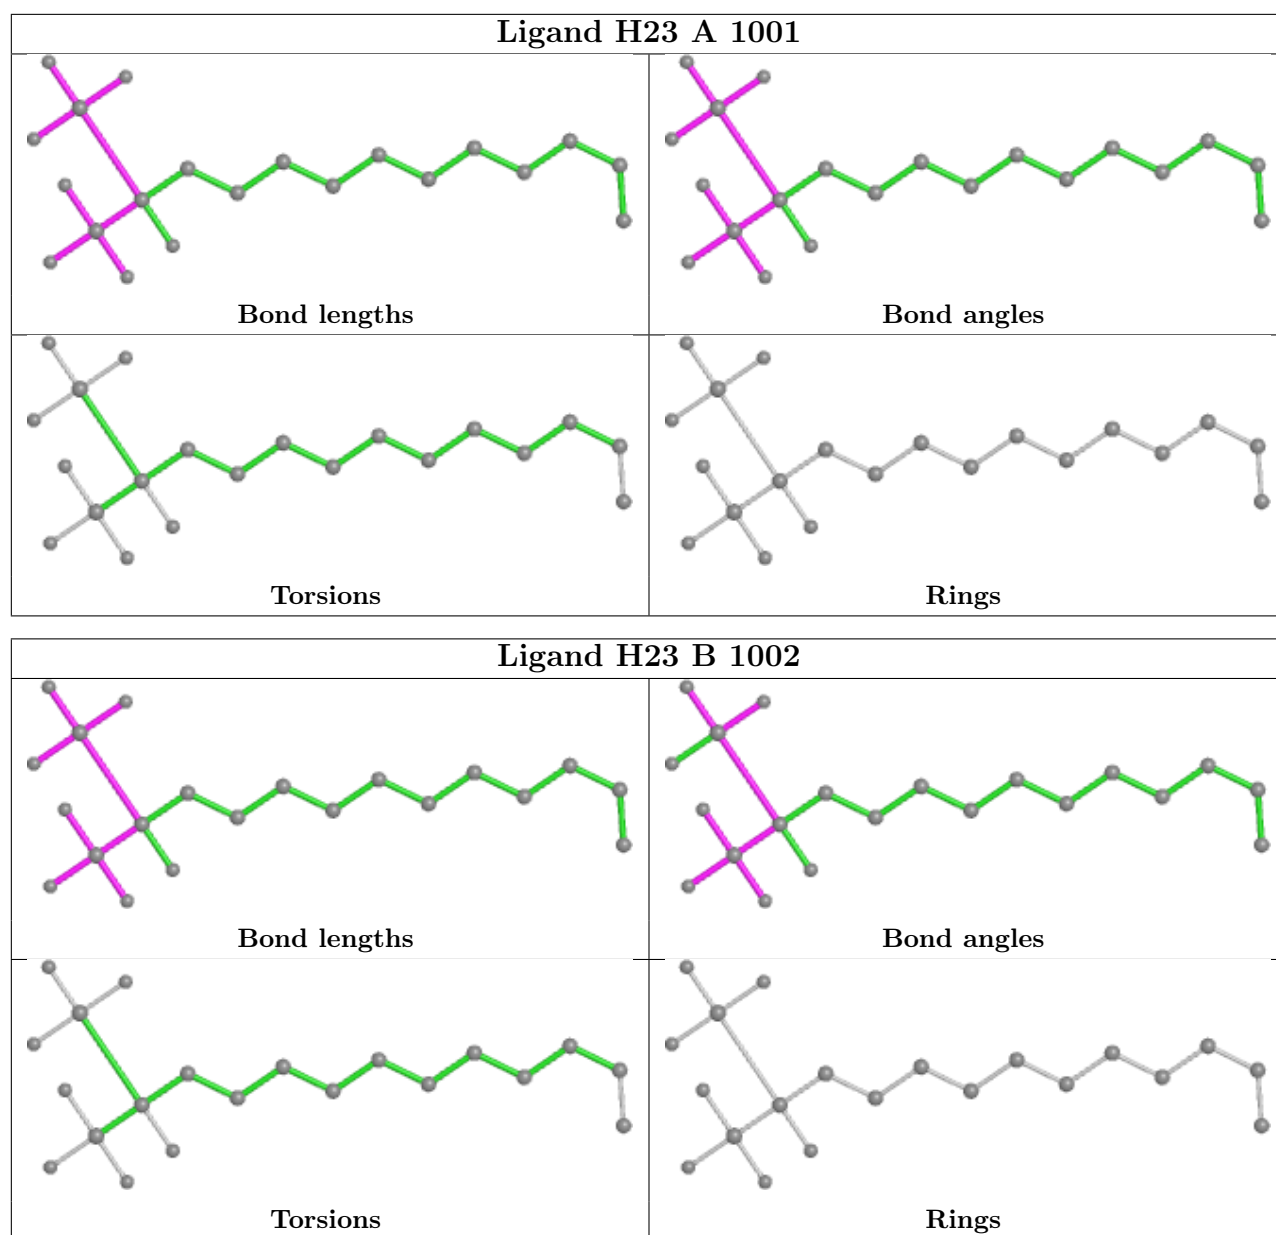 Ligand H23 A 1001
Bond lengths
Bond angles
Torsions
Rings
Ligand H23 B 1002
Bond lengths
Bond angles
Torsions
Rings